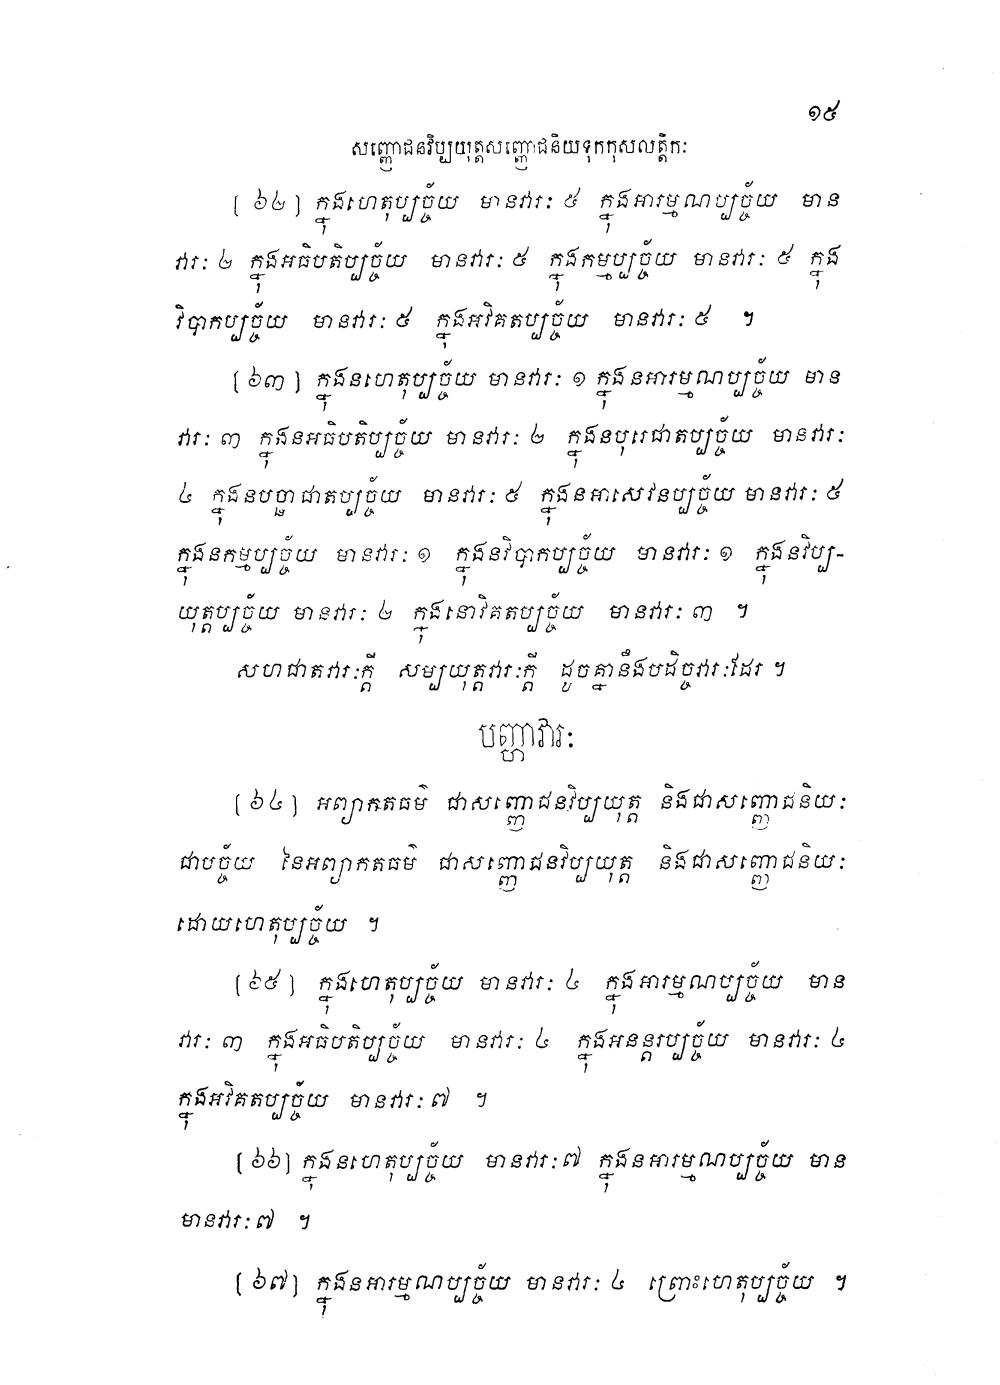 ១៥
សញ្ញោជនវិប្បយុត្តសញ្ញោជនិយទុកកុសលត្តិកៈ
[ ៦២ ] ក្នុងហេតុប្បច្ច័យ មានវារៈ ៥ ក្នុងអារម្មណប្បច្ច័យ មាន
វារៈ ២ ក្នុងអធិបតិប្បច្ច័យ មានវារៈ ៥ ក្នុងកម្មប្បច្ច័យ មានវារៈ ៥ ក្នុង
វិបាកប្បច្ច័យ មានវារៈ ៥ ក្នុងអវិគតប្បច្ច័យ មានវារៈ ៥ ។
[ ៦៣ ] ក្នុងនហេតុប្បច្ច័យ មានវារៈ ១ ក្នុងនអារម្មណប្បច្ច័យ មាន
វារៈ ៣ ក្នុងនអធិបតិប្បច្ច័យ មានវារៈ ២ ក្នុងនបុរេជាតប្បច្ច័យ មានវារៈ
៤ ក្នុងនបច្ឆាជាតប្បច្ច័យ មានវារៈ ៥ ក្នុងនអាសេវនប្បច្ច័យ មានវារៈ ៥
ក្នុងនកម្មប្បច្ច័យ មានវារៈ ១ ក្នុងនវិបាកប្បច្ច័យ មានវារៈ ១ ក្នុងនវិប្ប-
យុត្តប្បច្ច័យ មានវារៈ ២ ក្នុងនោវិគតប្បច្ច័យ មានវារៈ ៣ ។
សហជាតវារៈក្តី សម្បយុត្តវារៈក្តី ដូចគ្នានឹងបដិច្ចវារៈដែរ ។
បញ្ហាវារៈ
[ ៦៤ ] អព្យាកតធម៌ ជាសញ្ញោជនវិប្បយុត្ត និងជាសញ្ញោជនិយៈ
ជាបច្ច័យ នៃអព្យាកតធម៌ ជាសញ្ញោជនវិប្បយុត្ត និងជាសញ្ញោជនិយៈ
ដោយហេតុប្បច្ច័យ ។
[ ៦៥ ] ក្នុងហេតុប្បច្ច័យ មានវារៈ ៤ ក្នុងអារម្មណប្បច្ច័យ មាន
វារៈ ៣ ក្នុងអធិបតិប្បច្ច័យ មានវារៈ ៤ ក្នុងអនន្តរប្បច្ច័យ មានវារៈ ៤
ក្នុងអវិគតប្បច្ច័យ មានវារៈ ៧ ។
[ ៦៦ ] ក្នុងនហេតុប្បច្ច័យ មានវារៈ ៧ ក្នុងនអារម្មណប្បច្ច័យ មាន
មានវារៈ ៧ ។
[ ៦៧ ] ក្នុងនអារម្មណប្បច្ច័យ មានវារៈ ៤ ព្រោះហេតុប្បច្ច័យ ។